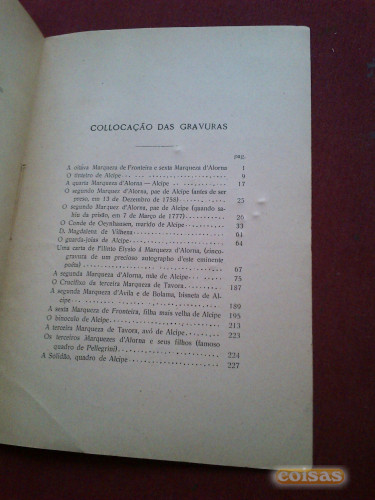 COLLOCAÇÃO DAS GRAVURAS
pag.
A oitava Marqueza de Fronteira e sexta Marqueza d'Alorna 1
O tinteiro de Alcipe 9
A quarta Marqueza d'Alorna — Alcipe 17
O segundo Marquez d'Alorna, pae de Alcipe (antes de ser
preso, em 13 de Dezembro de 1758) 25
O segundo Marquez d'Alorna, pae de Alcipe (quando sa-
hia da prisão, em 7 de Março de 1777) 26
O Conde de Oeynhausen, marido de Alcipe 33
D. Magdalena de Vilhena 61
O guarda-joias de Alcipe 64
Uma carta de Filinto Elysio á Marqueza d'Alorna, (zinco-
gravura de um precioso autographo d'este eminente
poeta) 67
A segunda Marqueza d'Alorna, mãe de Alcipe 75
O Crucifixo da terceira Marqueza de Tavora 187
A segunda Marqueza d'Avila e de Bolama, bisneta de Al-
cipe 189
A sexta Marqueza de Fronteira, filha mais velha de Alcipe 195
O binoculo de Alcipe 213
A terceira Marqueza de Tavora, avó de Alcipe 223
Os terceiros Marquezes d'Alorna e seus filhos (famoso
quadro de Pellegrini) 224
A Solidão, quadro de Alcipe 227
coisas